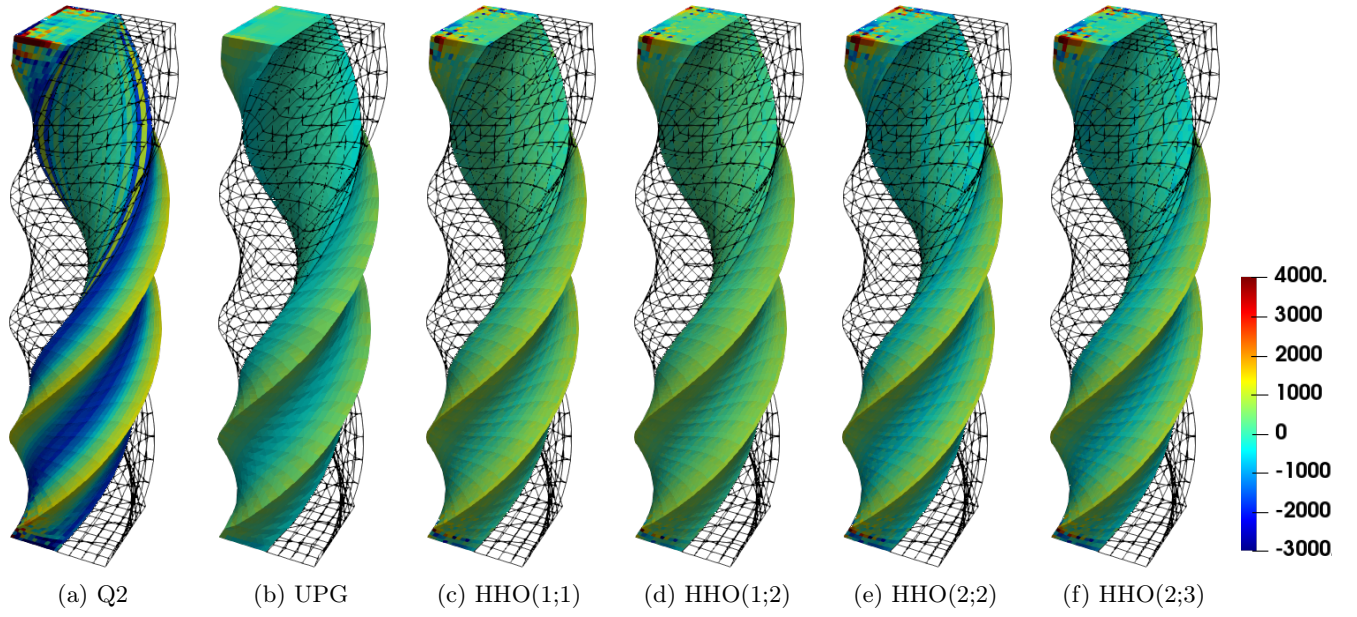 4000.
3000
2000
1000
0
-1000
-2000
-3000.
(a) Q2
(b) UPG
(c) HHO(1;1)
(d) HHO(1;2)
(e) HHO(2;2)
(f) HHO(2;3)